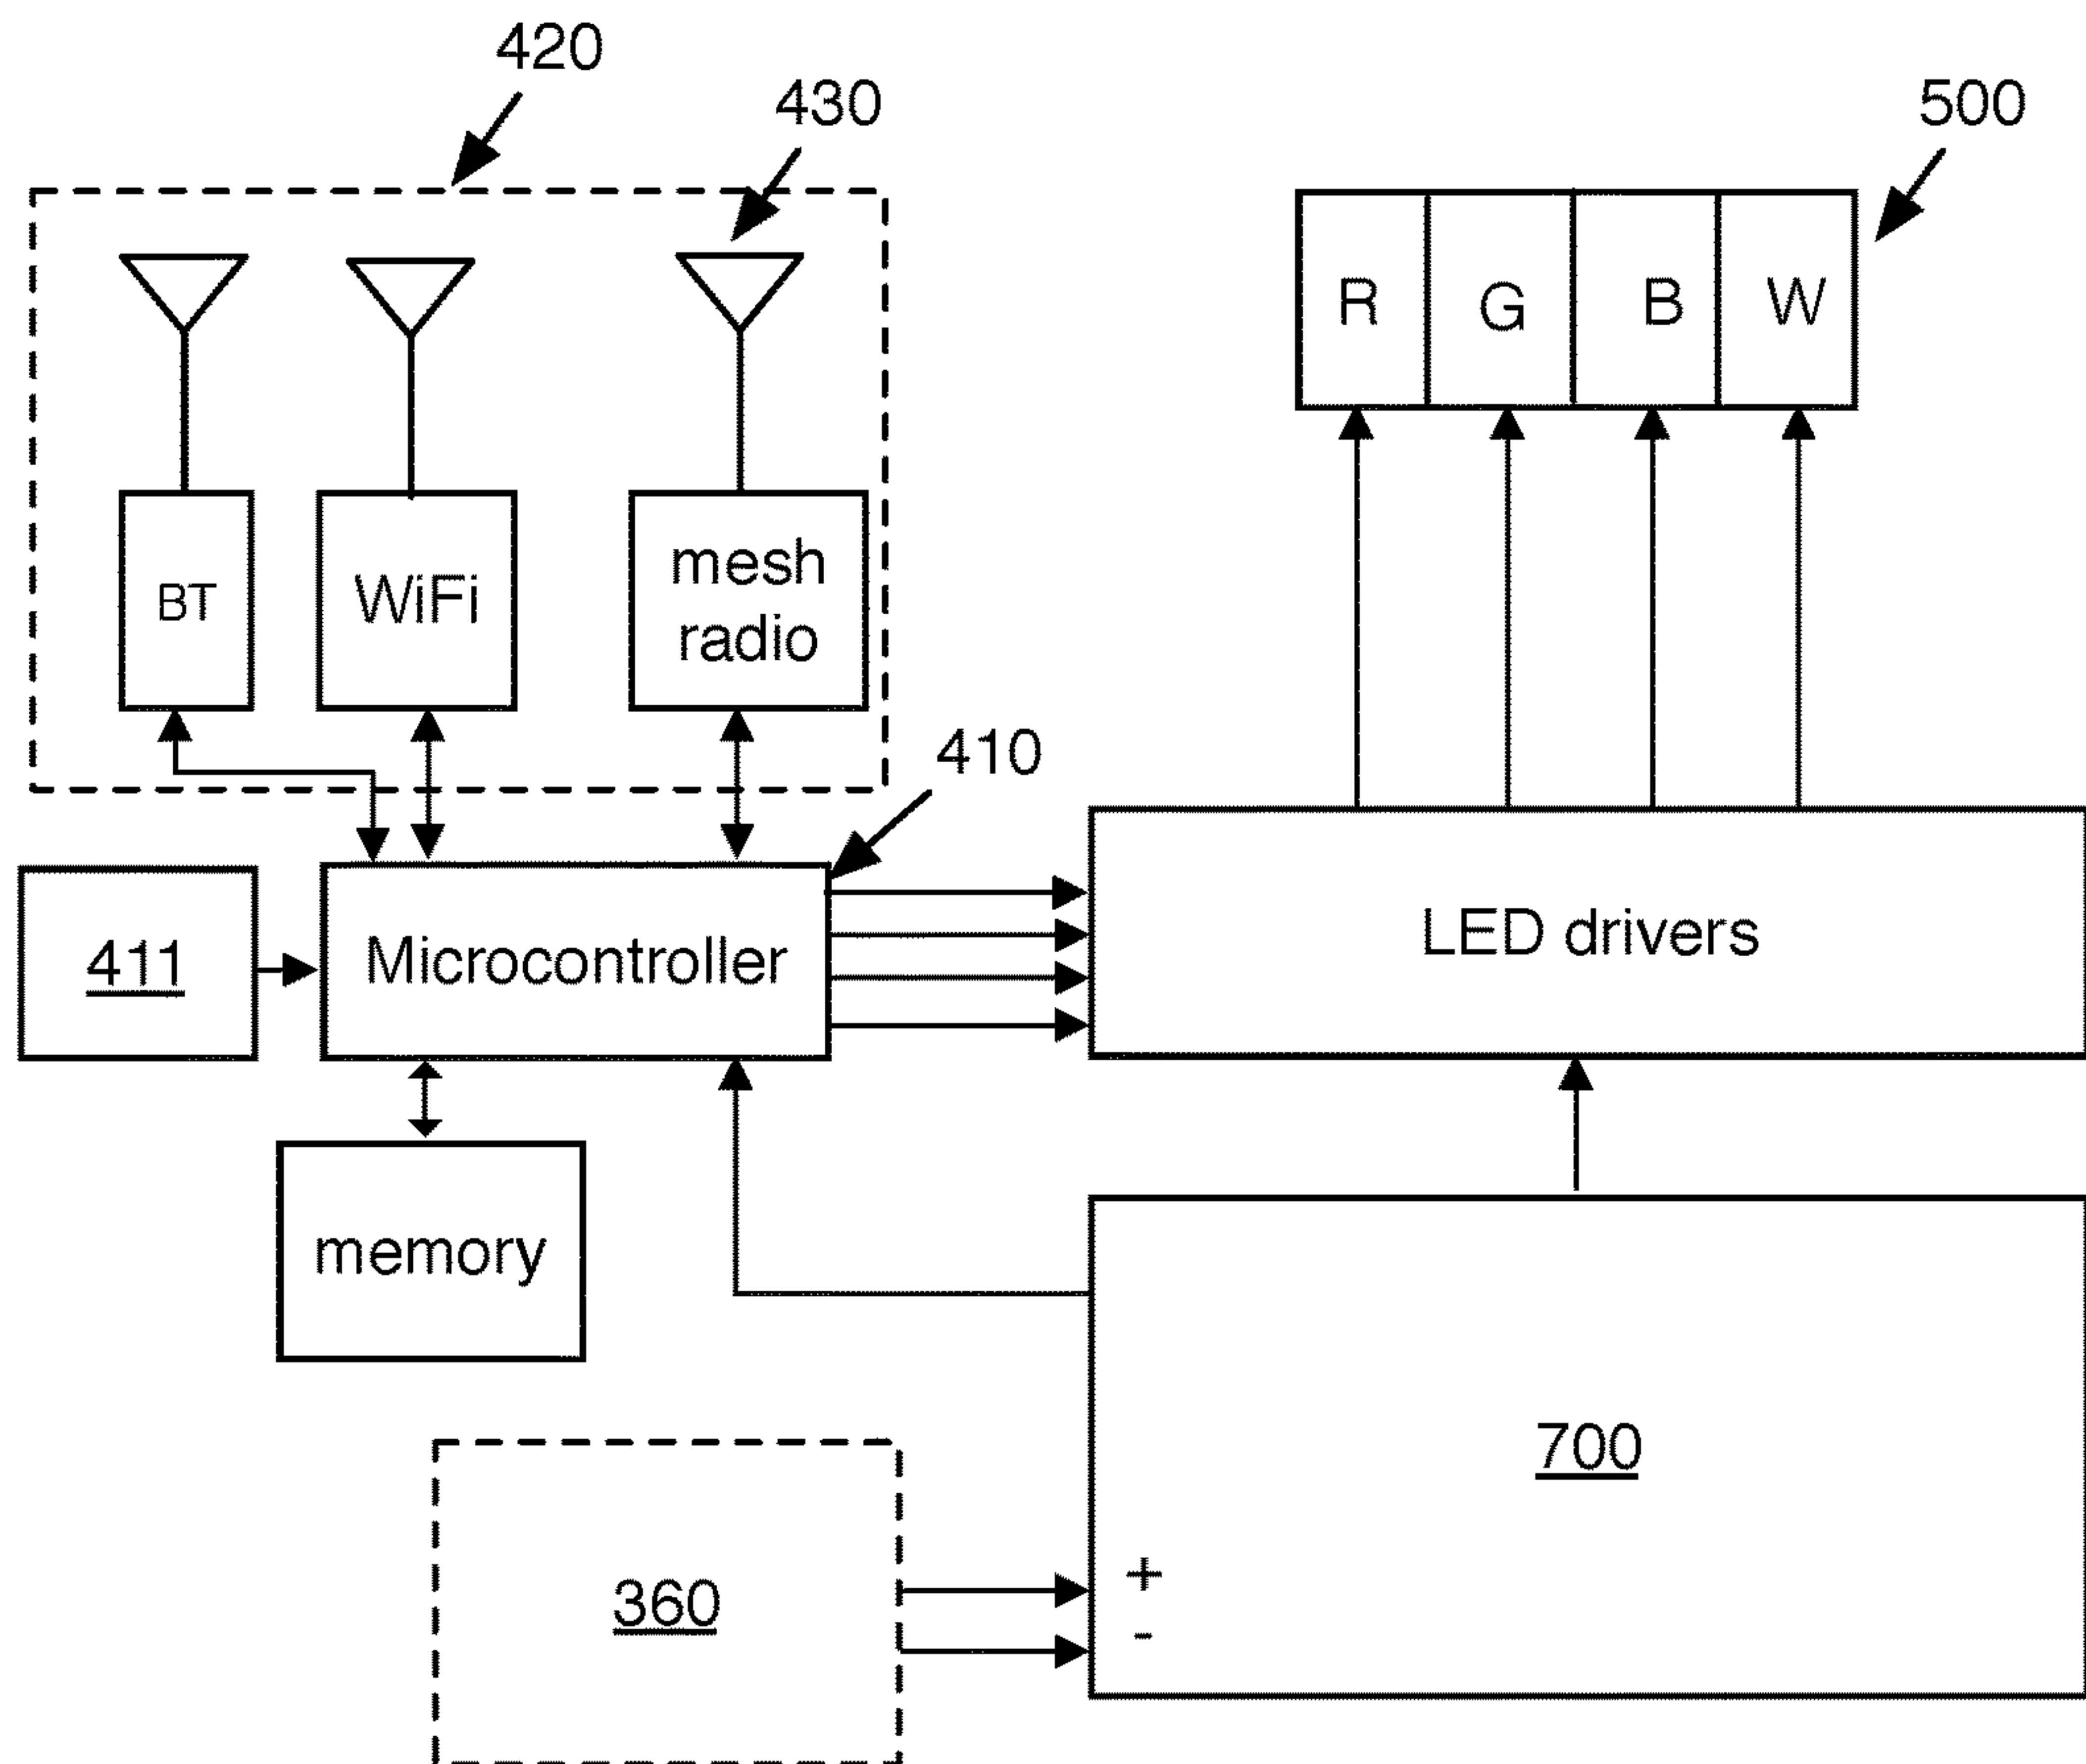 420
430
500
R G B W
BT
WiFi
mesh
radio
410
411
Microcontroller
LED drivers
memory
700
360
+
-